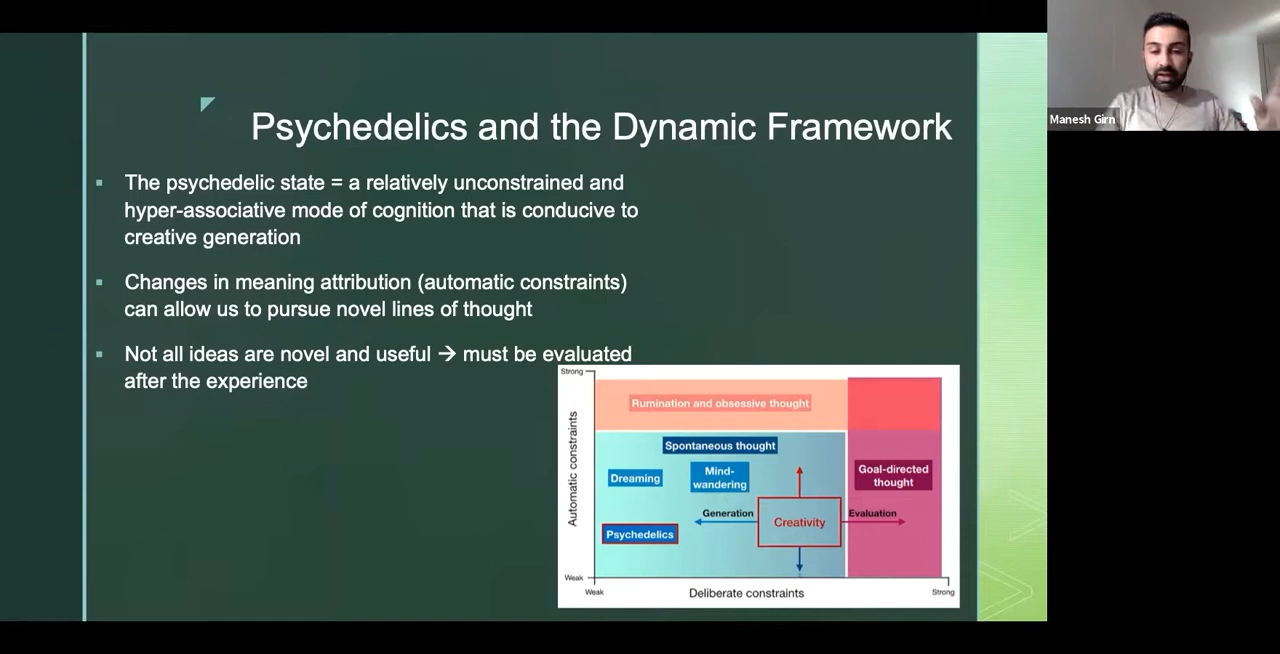 Psychedelics and the Dynamic Framework
Manesh Girn
▪ The psychedelic state = a relatively unconstrained and
hyper-associative mode of cognition that is conducive to
creative generation
▪ Changes in meaning attribution (automatic constraints)
can allow us to pursue novel lines of thought
▪ Not all ideas are novel and useful → must be evaluated
after the experience
Strong
Automatic constraints
Rumination and obsessive thought
Spontaneous thought
Dreaming
Mind-
wandering
Goal-directed
thought
Generation
Creativity
Evaluation
Psychedelics
Weak
Weak
Deliberate constraints
Strong